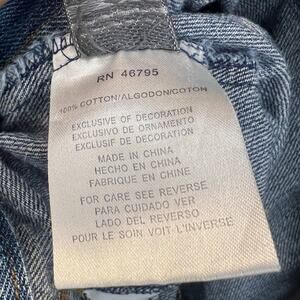 RN 46795
100% COTTON/ALGODON/COTON
EXCLUSIVE OF DECORATION
EXCLUSIVO DE ORNAMENTO
EXCLUSIF DE DECORATION
MADE IN CHINA
HECHO EN CHINA
FABRIQUE EN CHINE
FOR CARE SEE REVERSE
PARA CUIDADO VER
LADO DEL REVERSO
POUR LE SOIN VOIT L'INVERSE